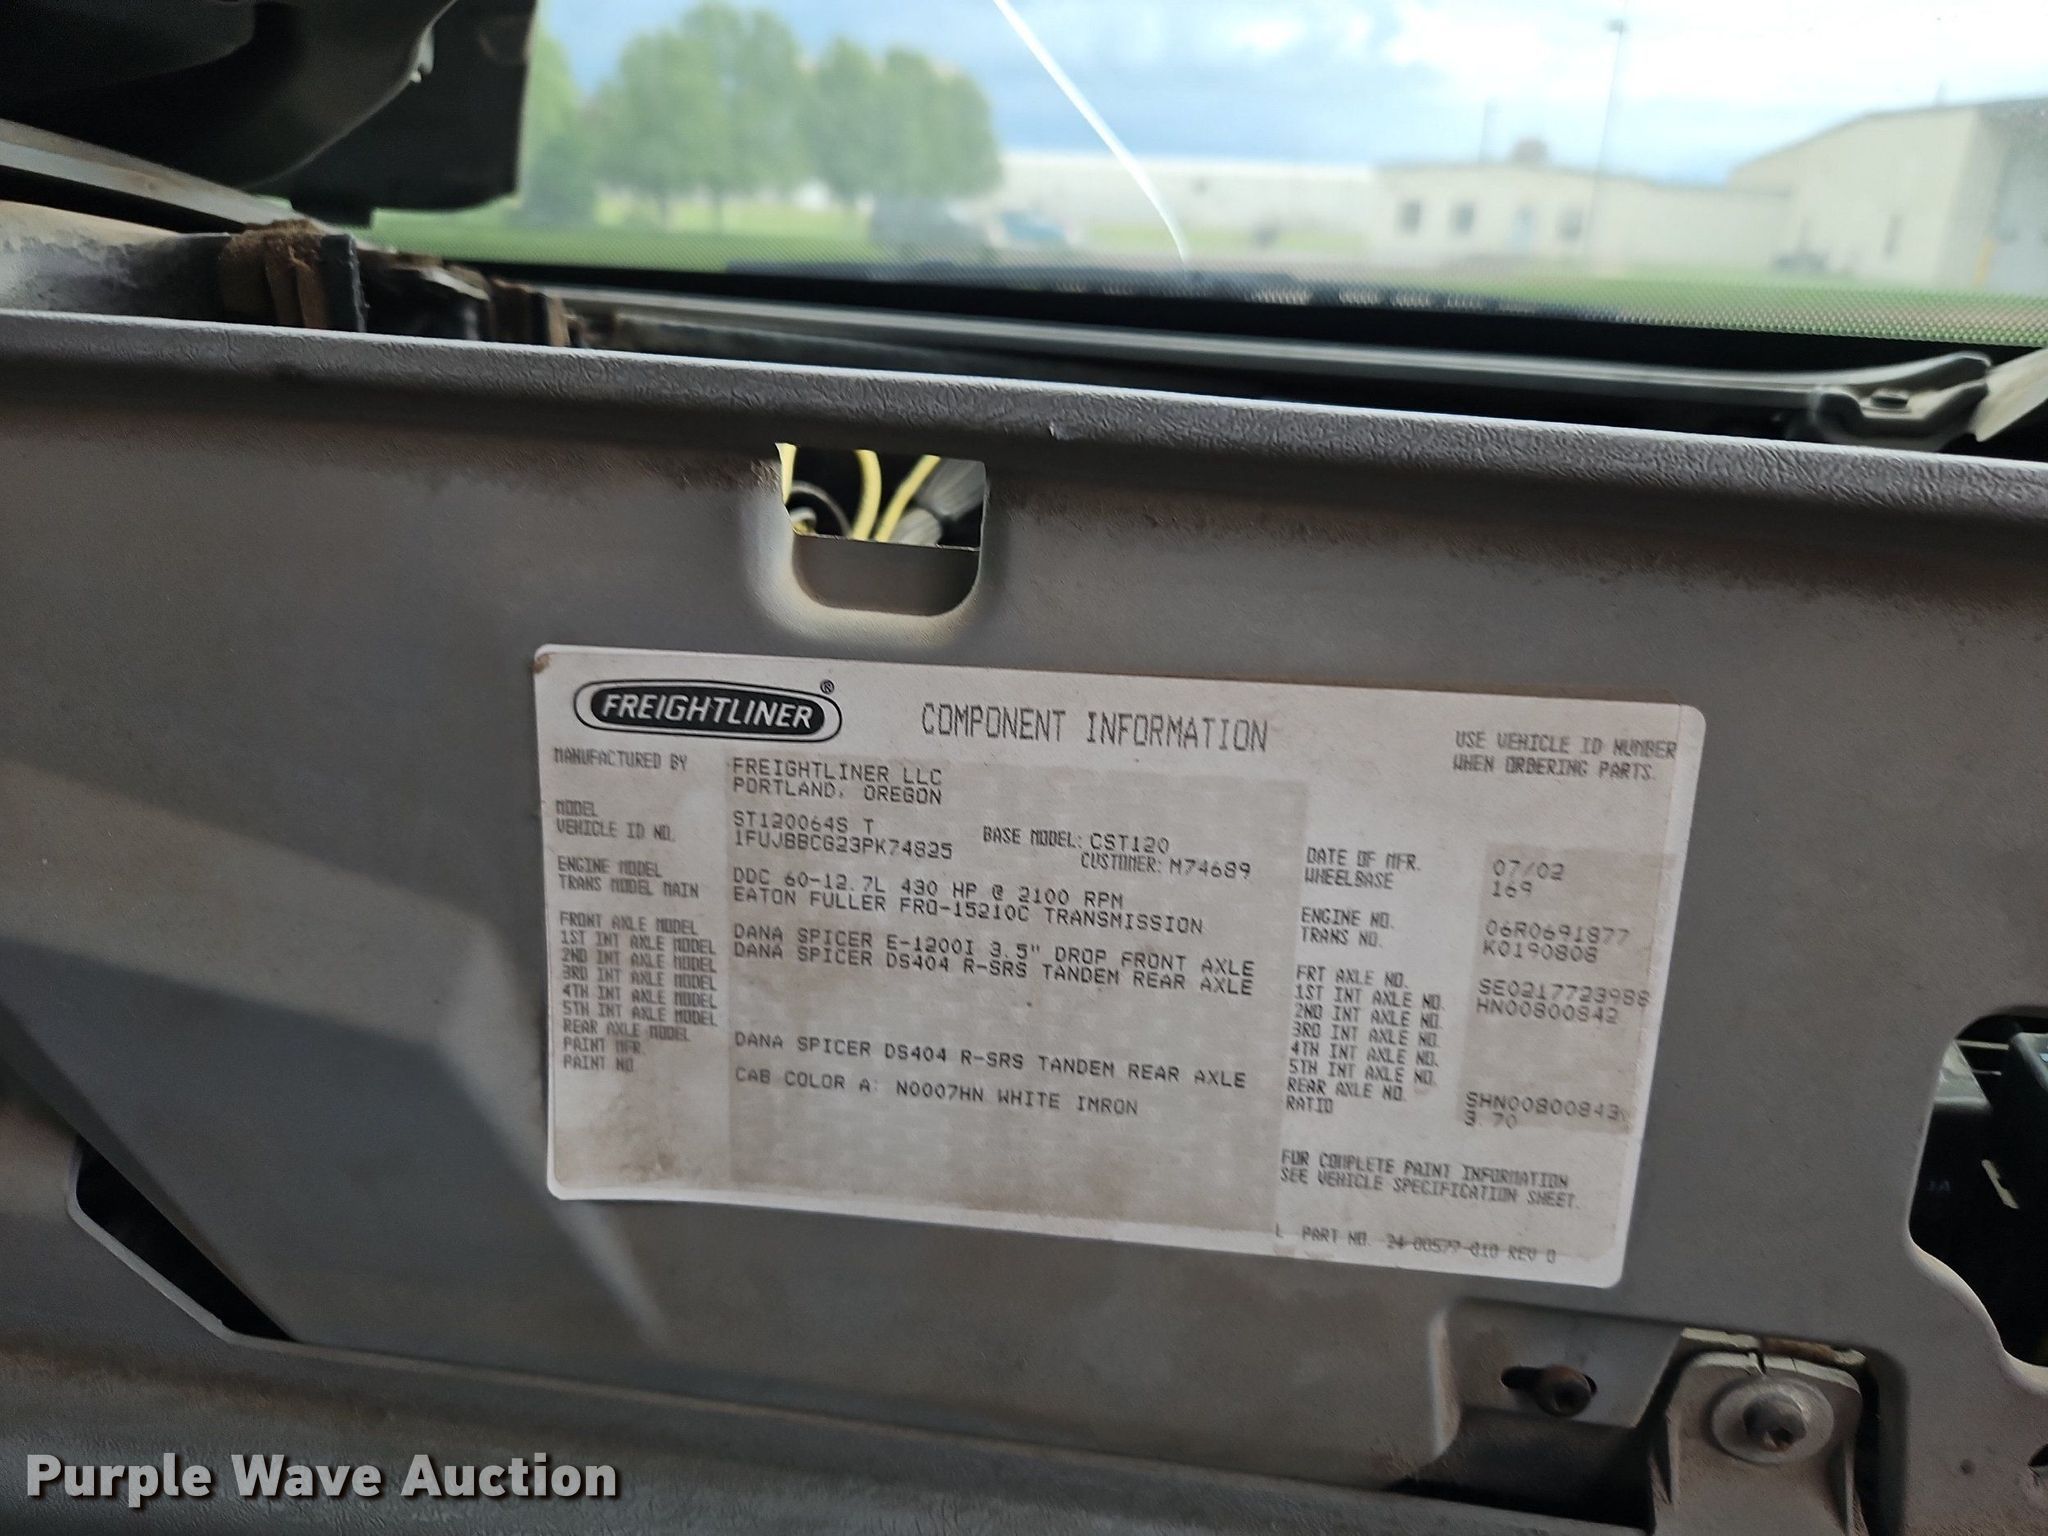 FREIGHTLINER®
COMPONENT INFORMATION
USE VEHICLE ID NUMBER
WHEN ORDERING PARTS.
MANUFACTURED BY FREIGHTLINER LLC
PORTLAND, OREGON
MODEL ST120064S T BASE MODEL: CST120
VEHICLE ID NO. 1FUJBBCG23PK74825 CUSTOMER: M74689
DATE OF MFR. 07/02
WHEELBASE 169
ENGINE MODEL DDC 60-12.7L 430 HP @ 2100 RPM
TRANS MODEL MAIN EATON FULLER FRO-15210C TRANSMISSION
ENGINE NO. 06R0691877
TRANS NO. K0190808
FRONT AXLE MODEL DANA SPICER E-1200I 3.5" DROP FRONT AXLE
1ST INT AXLE MODEL DANA SPICER DS404 R-SRS TANDEM REAR AXLE
2ND INT AXLE MODEL
3RD INT AXLE MODEL
4TH INT AXLE MODEL
5TH INT AXLE MODEL
REAR AXLE MODEL DANA SPICER DS404 R-SRS TANDEM REAR AXLE
PAINT MFR.
PAINT NO CAB COLOR A: N0007HN WHITE IMRON
FRT AXLE NO. SE0217723988
1ST INT AXLE NO. HN00800842
2ND INT AXLE NO.
3RD INT AXLE NO.
4TH INT AXLE NO.
5TH INT AXLE NO.
REAR AXLE NO. SHN00800843
RATIO 3.70
FOR COMPLETE PAINT INFORMATION
SEE VEHICLE SPECIFICATION SHEET.
L PART NO. 24-00577-010 REV D
Purple Wave Auction